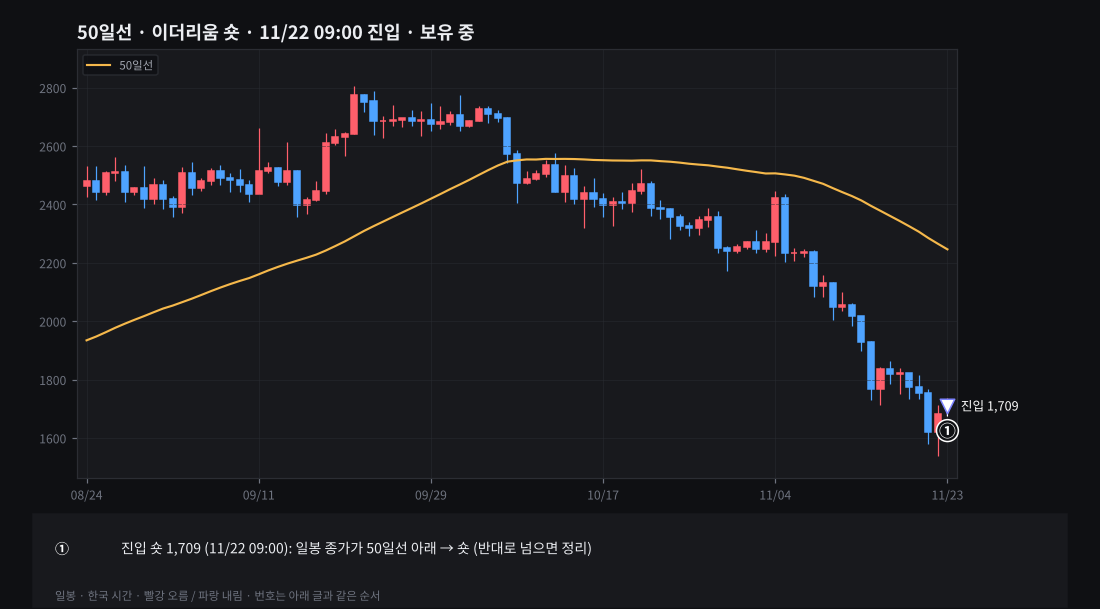 50일선 · 이더리움 숏 · 11/22 09:00 진입 · 보유 중
50일선
2800
2600
2400
2200
2000
1800
1600
진입 1,709
①
08/24 09/11 09/29 10/17 11/04 11/23
① 진입 숏 1,709 (11/22 09:00): 일봉 종가가 50일선 아래 → 숏 (반대로 넘으면 정리)
일봉 · 한국 시간 · 빨강 오름 / 파랑 내림 · 번호는 아래 글과 같은 순서